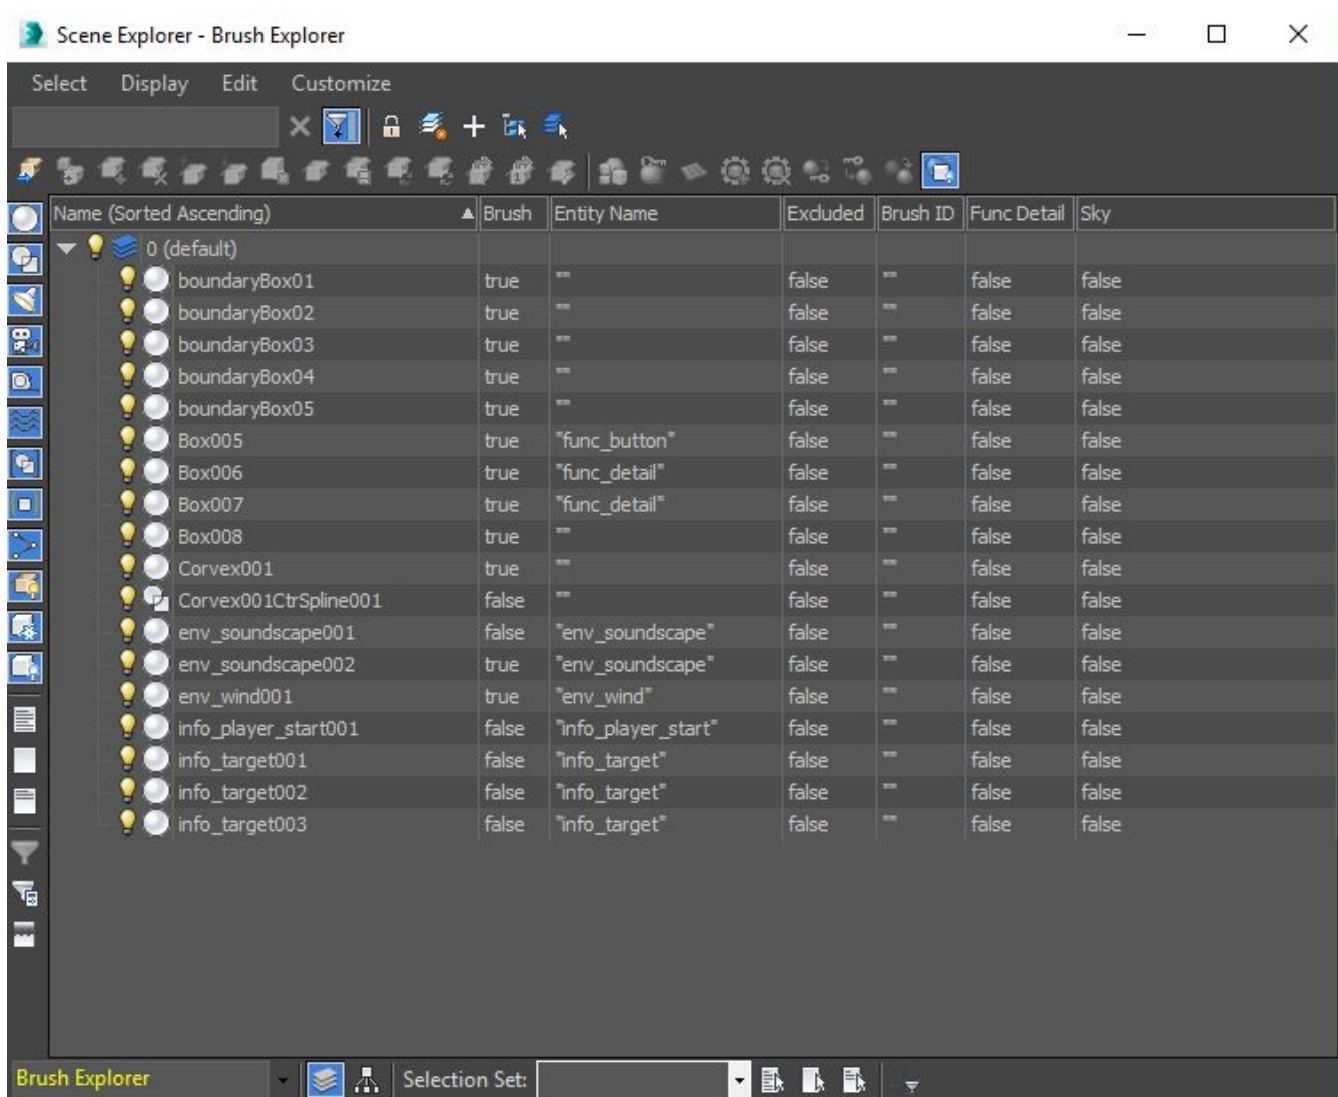 Scene Explorer - Brush Explorer
Select Display Edit Customize
Name (Sorted Ascending) Brush Entity Name Excluded Brush ID Func Detail Sky
0 (default)
boundaryBox01 true "" false "" false false
boundaryBox02 true "" false "" false false
boundaryBox03 true "" false "" false false
boundaryBox04 true "" false "" false false
boundaryBox05 true "" false "" false false
Box005 true "func_button" false "" false false
Box006 true "func_detail" false "" false false
Box007 true "func_detail" false "" false false
Box008 true "" false "" false false
Corvex001 true "" false "" false false
Corvex001CtrSpline001 false "" false "" false false
env_soundscape001 false "env_soundscape" false "" false false
env_soundscape002 true "env_soundscape" false "" false false
env_wind001 true "env_wind" false "" false false
info_player_start001 false "info_player_start" false "" false false
info_target001 false "info_target" false "" false false
info_target002 false "info_target" false "" false false
info_target003 false "info_target" false "" false false
Brush Explorer Selection Set: